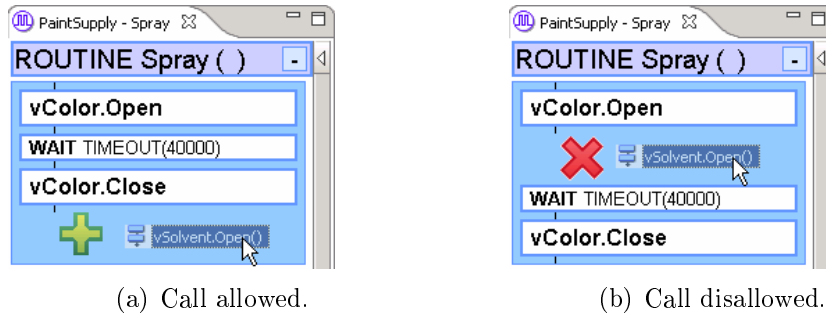 PaintSupply - Spray
ROUTINE Spray ( ) -
vColor.Open
WAIT TIMEOUT(40000)
vColor.Close
vSolvent.Open()
(a) Call allowed.
PaintSupply - Spray
ROUTINE Spray ( ) -
vColor.Open
vSolvent.Open()
WAIT TIMEOUT(40000)
vColor.Close
(b) Call disallowed.